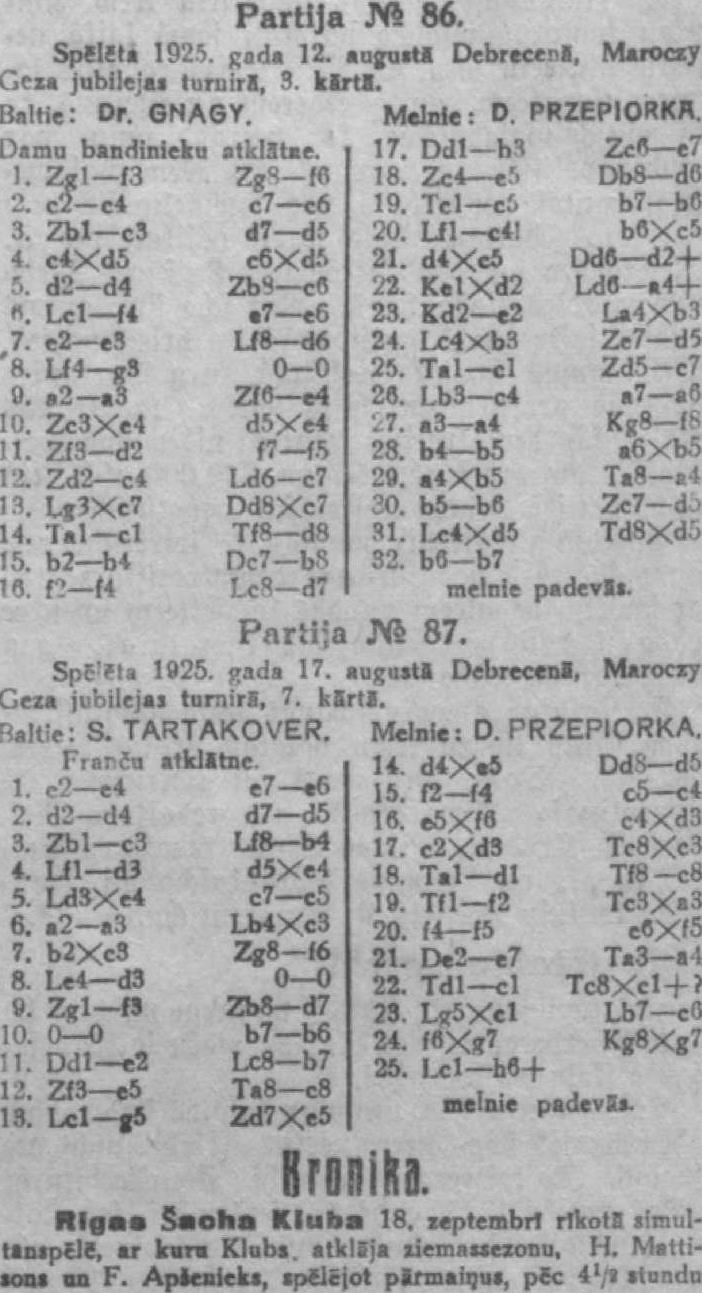 Partija № 86.
Spēlēta 1925. gada 12. augustā Debrecenā, Maroczy
Geza jubilejas turnirā, 3. kārtā.
Baltie: Dr. GNAGY.
Damu bandinieku atklātne.
1. Zg1—f3 Zg8—f6
2. c2—c4 c7—c6
3. Zb1—c3 d7—d5
4. c4×d5 c6×d5
5. d2—d4 Zb8—c6
6. Lc1—f4 e7—e6
7. e2—e3 Lf8—d6
8. Lf4—g3 0—0
9. a2—a3 Zf6—e4
10. Zc3×e4 d5×e4
11. Zf3—d2 f7—f5
12. Zd2—c4 Ld6—c7
13. Lg3×c7 Dd8×c7
14. Ta1—c1 Tf8—d8
15. b2—b4 Dc7—b8
16. f2—f4 Lc8—d7
Melnie: D. PRZEPIORKA.
17. Dd1—b3 Zc6—e7
18. Zc4—e5 Db8—d6
19. Tc1—c5 b7—b6
20. Lf1—c4! b6×c5
21. d4×c5 Dd6—d2+
22. Ke1×d2 Ld6—a4+
23. Kd2—e2 La4×b3
24. Lc4×b3 Ze7—d5
25. Ta1—c1 Zd5—c7
26. Lb3—c4 a7—a6
27. a3—a4 Kg8—f8
28. b4—b5 a6×b5
29. a4×b5 Ta8—a4
30. b5—b6 Zc7—d5
31. Lc4×d5 Td8×d5
32. b6—b7
melnie padevās.
Partija № 87.
Spēlēta 1925. gada 17. augustā Debrecenā, Maroczy
Geza jubilejas turnirā, 7. kārtā.
Baltie: S. TARTAKOVER.
Franču atklātne.
1. e2—e4 e7—e6
2. d2—d4 d7—d5
3. Zb1—c3 Lf8—b4
4. Lf1—d3 d5×e4
5. Ld3×e4 c7—c5
6. a2—a3 Lb4×c3
7. b2×c3 Zg8—f6
8. Le4—d3 0—0
9. Zg1—f3 Zb8—d7
10. 0—0 b7—b6
11. Dd1—e2 Lc8—b7
12. Zf3—e5 Ta8—c8
13. Lc1—g5 Zd7×e5
Melnie: D. PRZEPIORKA.
14. d4×e5 Dd8—d5
15. f2—f4 c5—c4
16. e5×f6 c4×d3
17. c2×d3 Tc8×c3
18. Ta1—d1 Tf8—c8
19. Tf1—f2 Tc3×a3
20. f4—f5 e6×f5
21. De2—e7 Ta3—a4
22. Td1—c1 Tc8×c1+?
23. Lg5×c1 Lb7—c6
24. f6×g7 Kg8×g7
25. Lc1—h6+
melnie padevās.
Kronika.
Rīgas Šacha Kluba 18. zeptembrī rīkotā simul-
tanspēlē, ar kuru Klubs, atklāja ziemassezonu, H. Matti-
sons un F. Apšenieks, spēlējot pārmaiņus, pēc 4½ stundu